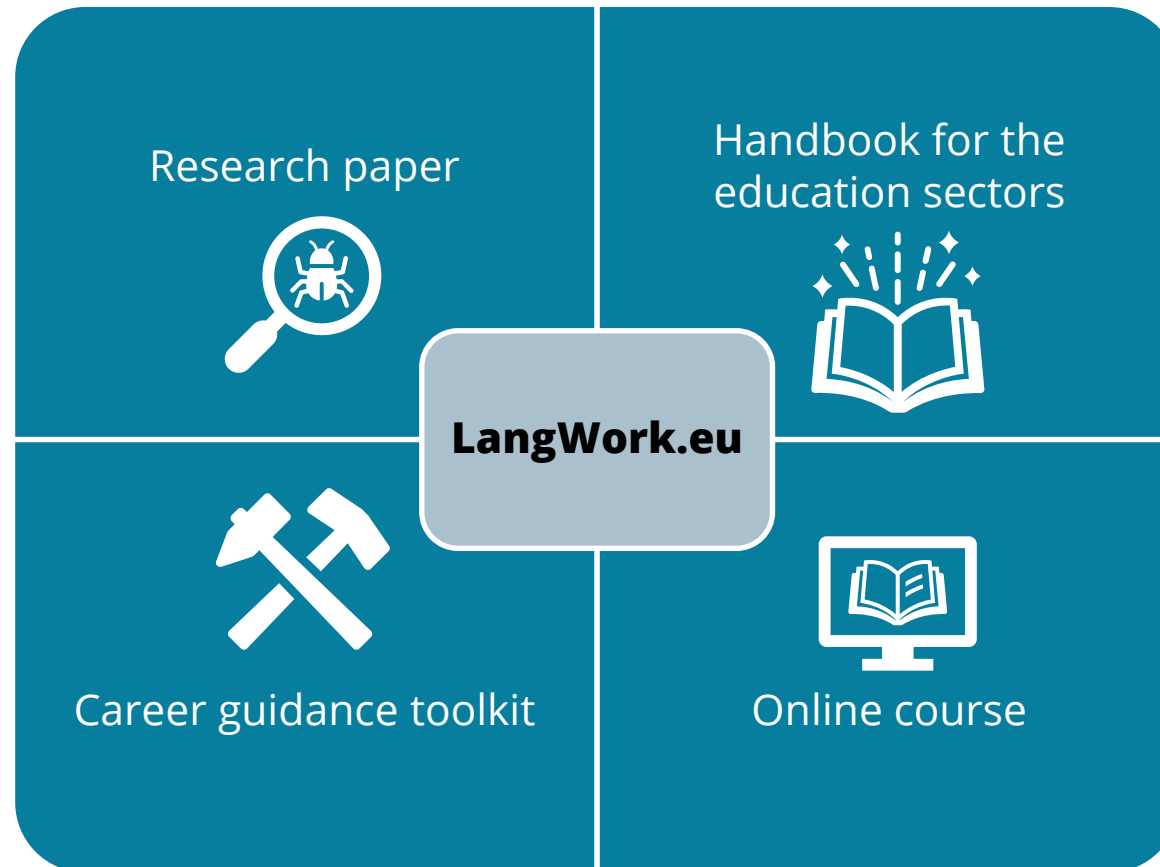 Research paper
Handbook for the
education sectors
LangWork.eu
Career guidance toolkit
Online course